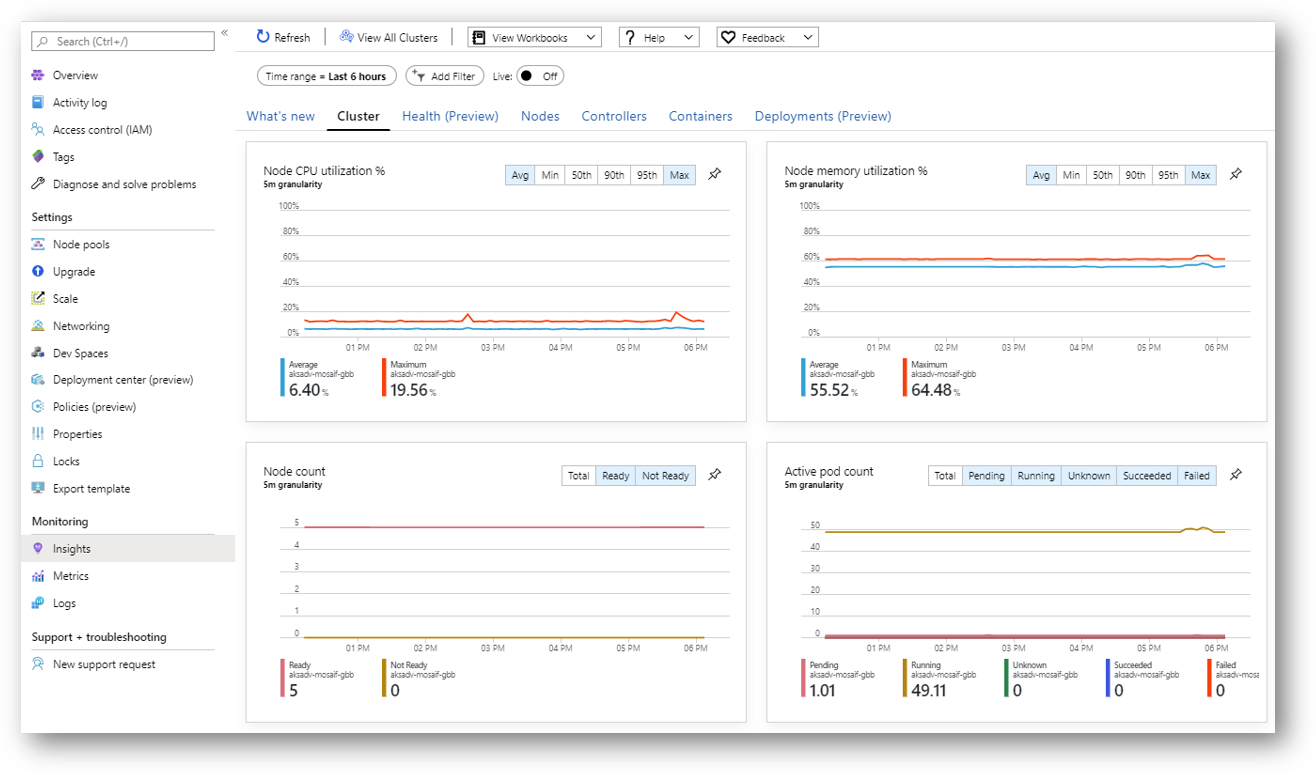 Search (Ctrl+/)
«
Overview
Activity log
Access control (IAM)
Tags
Diagnose and solve problems
Settings
Node pools
Upgrade
Scale
Networking
Dev Spaces
Deployment center (preview)
Policies (preview)
Properties
Locks
Export template
Monitoring
Insights
Metrics
Logs
Support + troubleshooting
New support request
Refresh View All Clusters View Workbooks Help Feedback
Time range = Last 6 hours Add Filter Live: Off
What's new Cluster Health (Preview) Nodes Controllers Containers Deployments (Preview)
Node CPU utilization %
5m granularity
Avg Min 50th 90th 95th Max
100%
80%
60%
40%
20%
0%
01 PM 02 PM 03 PM 04 PM 05 PM 06 PM
Average
aksadv-mosaif-gbb
6.40 %
Maximum
aksadv-mosaif-gbb
19.56 %
Node memory utilization %
5m granularity
Avg Min 50th 90th 95th Max
100%
80%
60%
40%
20%
0%
01 PM 02 PM 03 PM 04 PM 05 PM 06 PM
Average
aksadv-mosaif-gbb
55.52 %
Maximum
aksadv-mosaif-gbb
64.48 %
Node count
5m granularity
Total Ready Not Ready
5
4
3
2
1
0
01 PM 02 PM 03 PM 04 PM 05 PM 06 PM
Ready
aksadv-mosaif-gbb
5
Not Ready
aksadv-mosaif-gbb
0
Active pod count
5m granularity
Total Pending Running Unknown Succeeded Failed
50
40
30
20
10
0
01 PM 02 PM 03 PM 04 PM 05 PM 06 PM
Pending
aksadv-mosaif-gbb
1.01
Running
aksadv-mosaif-gbb
49.11
Unknown
aksadv-mosaif-gbb
0
Succeeded
aksadv-mosaif-gbb
0
Failed
aksadv-mosa
0